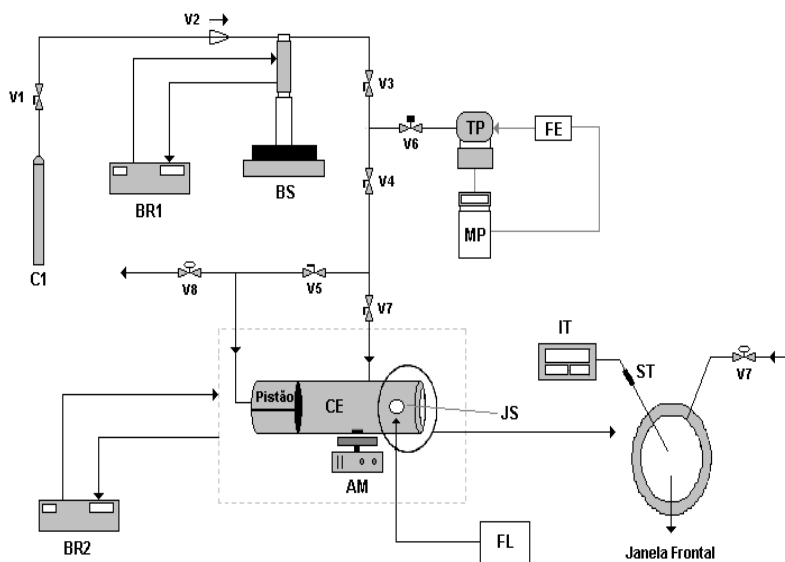 V2
V1
V3
TP
FE
V6
BS
V4
BR1
MP
C1
V8
V5
V7
IT
ST
V7
Pistão
CE
JS
AM
BR2
FL
Janela Frontal